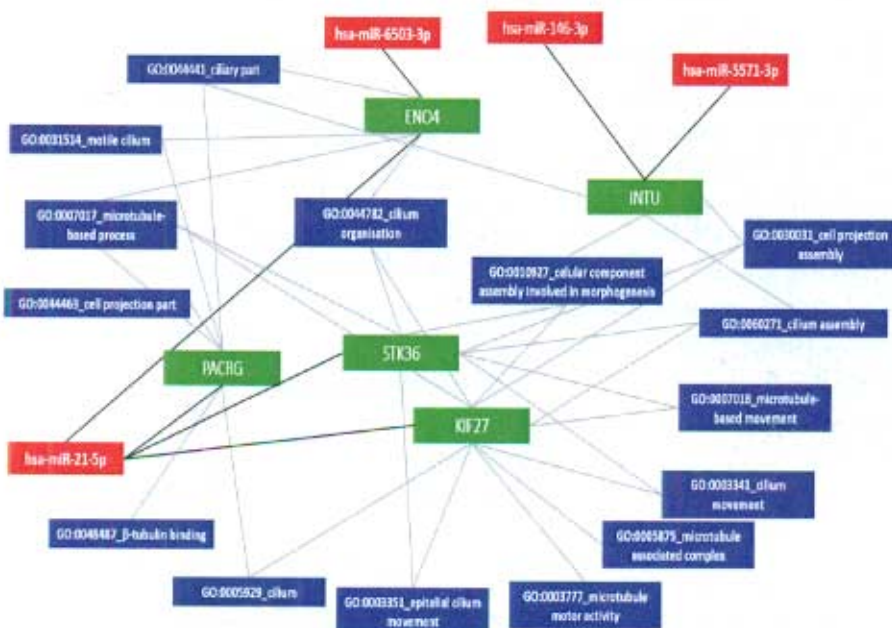 hsa-miR-6503-3p
hsa-miR-146-3p
hsa-miR-5571-3p
GO:0044441_ciliary part
ENO4
GO:0031514_motile cilium
INTU
GO:0007017_microtubule-
based process
GO:0044782_cilium
organisation
GO:0030031_cell projection
assembly
GO:0010927_celular component
assembly involved in morphogenesis
GO:0044463_cell projection part
GO:0060271_cilium assembly
STK36
PACRG
GO:0007018_microtubule-
based movement
KIF27
hsa-miR-21-5p
GO:0003341_cilium
movement
GO:0048487_β-tubulin binding
GO:0005875_microtubule
associated complex
GO:0005929_cilium
GO:0003351_epitelial cilium
movement
GO:0003777_microtubule
motor activity